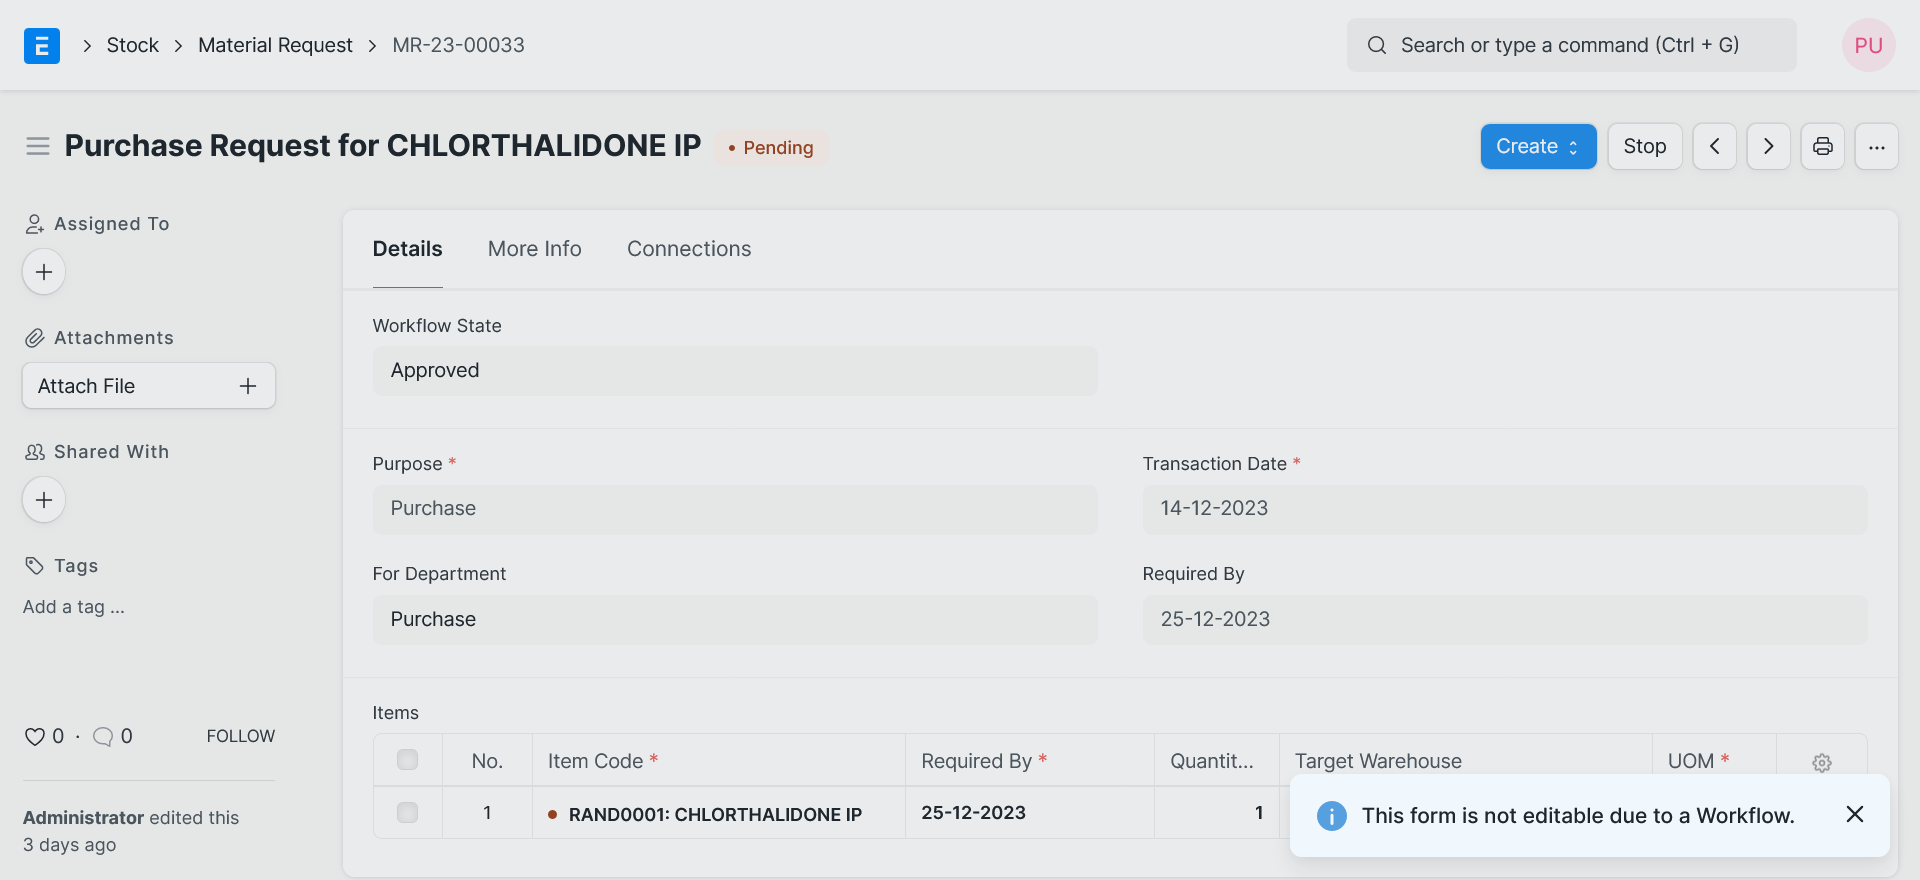 E > Stock > Material Request > MR-23-00033 Search or type a command (Ctrl + G) PU
Purchase Request for CHLORTHALIDONE IP • Pending Create Stop < > ...
Assigned To
+
Attachments
Attach File +
Shared With
+
Tags
Add a tag ...
0 · 0 FOLLOW
Administrator edited this
3 days ago
Details More Info Connections
Workflow State
Approved
Purpose * Transaction Date *
Purchase 14-12-2023
For Department Required By
Purchase 25-12-2023
Items
No. Item Code * Required By * Quantit... Target Warehouse UOM *
1 • RAND0001: CHLORTHALIDONE IP 25-12-2023 1
This form is not editable due to a Workflow.